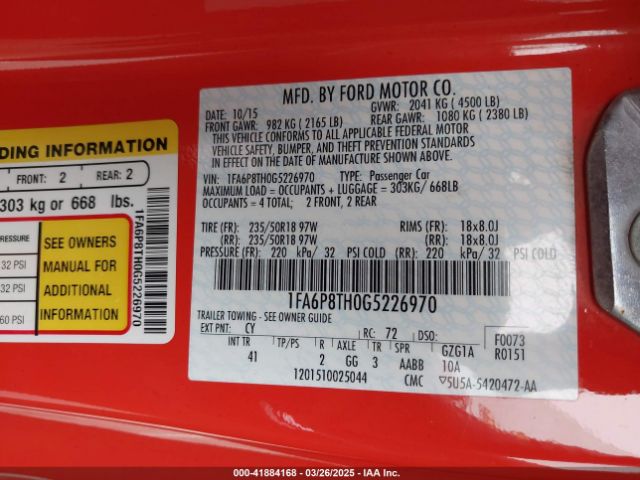 DING INFORMATION
FRONT: 2 REAR: 2
303 kg or 668 lbs.
PRESSURE
32 PSI
32 PSI
60 PSI
SEE OWNERS
MANUAL FOR
ADDITIONAL
INFORMATION
1FA6P8TH0G5226970
MFD. BY FORD MOTOR CO.
DATE: 10/15 GVWR: 2041 KG ( 4500 LB)
FRONT GAWR: 982 KG ( 2165 LB) REAR GAWR: 1080 KG ( 2380 LB)
THIS VEHICLE CONFORMS TO ALL APPLICABLE FEDERAL MOTOR
VEHICLE SAFETY, BUMPER, AND THEFT PREVENTION STANDARDS
IN EFFECT ON THE DATE OF MANUFACTURE SHOWN ABOVE.
VIN: 1FA6P8TH0G5226970 TYPE: Passenger Car
MAXIMUM LOAD = OCCUPANTS + LUGGAGE = 303KG/ 668LB
OCCUPANTS = 4 TOTAL: 2 FRONT, 2 REAR
TIRE (FR): 235/50R18 97W RIMS (FR): 18x8.0J
(RR): 235/50R18 97W (RR): 18x8.0J
PRESSURE (FR): 220 kPa/ 32 PSI COLD (RR): 220 kPa/ 32 PSI COLD
1FA6P8TH0G5226970
TRAILER TOWING - SEE OWNER GUIDE
EXT PNT: CY RC: 72 DSO: F0073
INT TR TP/PS R AXLE TR SPR GZG1A R0151
41 2 GG 3 AABB 10A
1201510025044 CMC ▽5U5A-5420472-AA
000-41884168 | 03/26/2025 | IAA Inc.